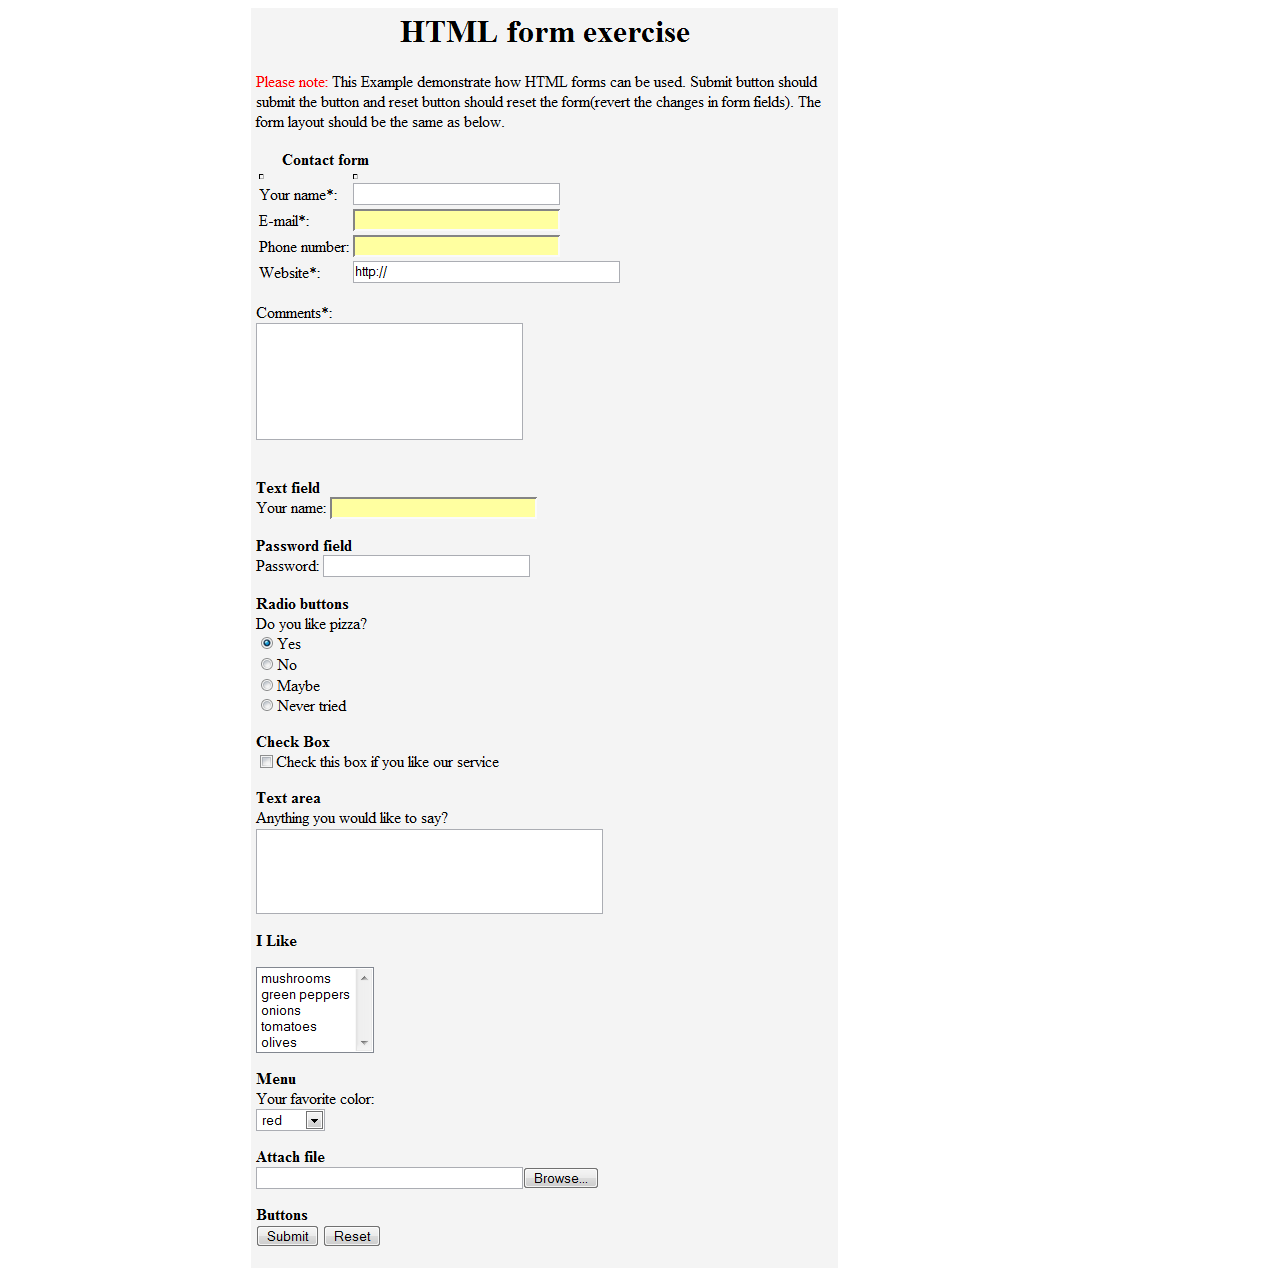 HTML form exercise
Please note: This Example demonstrate how HTML forms can be used. Submit button should
submit the button and reset button should reset the form(revert the changes in form fields). The
form layout should be the same as below.
Contact form
Your name*:
E-mail*:
Phone number:
Website*: http://
Comments*:
Text field
Your name:
Password field
Password:
Radio buttons
Do you like pizza?
Yes
No
Maybe
Never tried
Check Box
Check this box if you like our service
Text area
Anything you would like to say?
I Like
mushrooms
green peppers
onions
tomatoes
olives
Menu
Your favorite color:
red
Attach file
Browse...
Buttons
Submit Reset